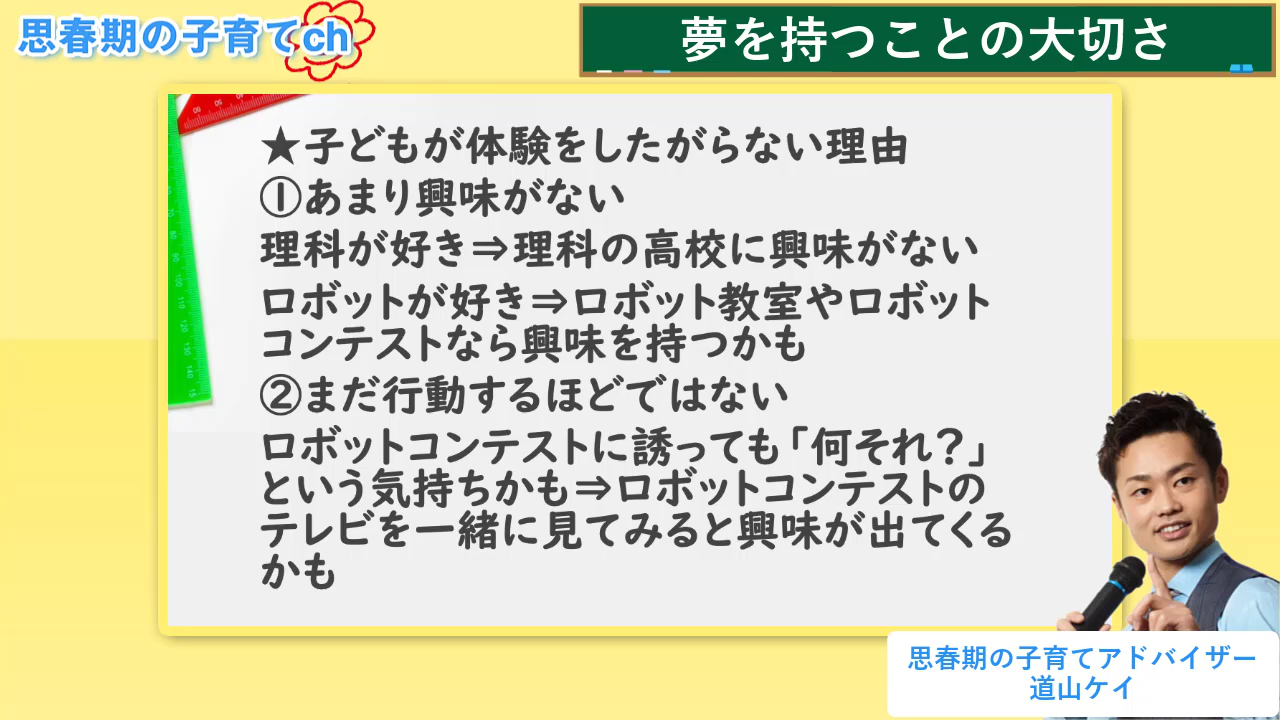 思春期の子育てch
夢を持つことの大切さ
★子どもが体験をしたがらない理由
①あまり興味がない
理科が好き⇒理科の高校に興味がない
ロボットが好き⇒ロボット教室やロボット
コンテストなら興味を持つかも
②まだ行動するほどではない
ロボットコンテストに誘っても「何それ？」
という気持ちかも⇒ロボットコンテストの
テレビを一緒に見てみると興味が出てくる
かも
思春期の子育てアドバイザー
道山ケイ